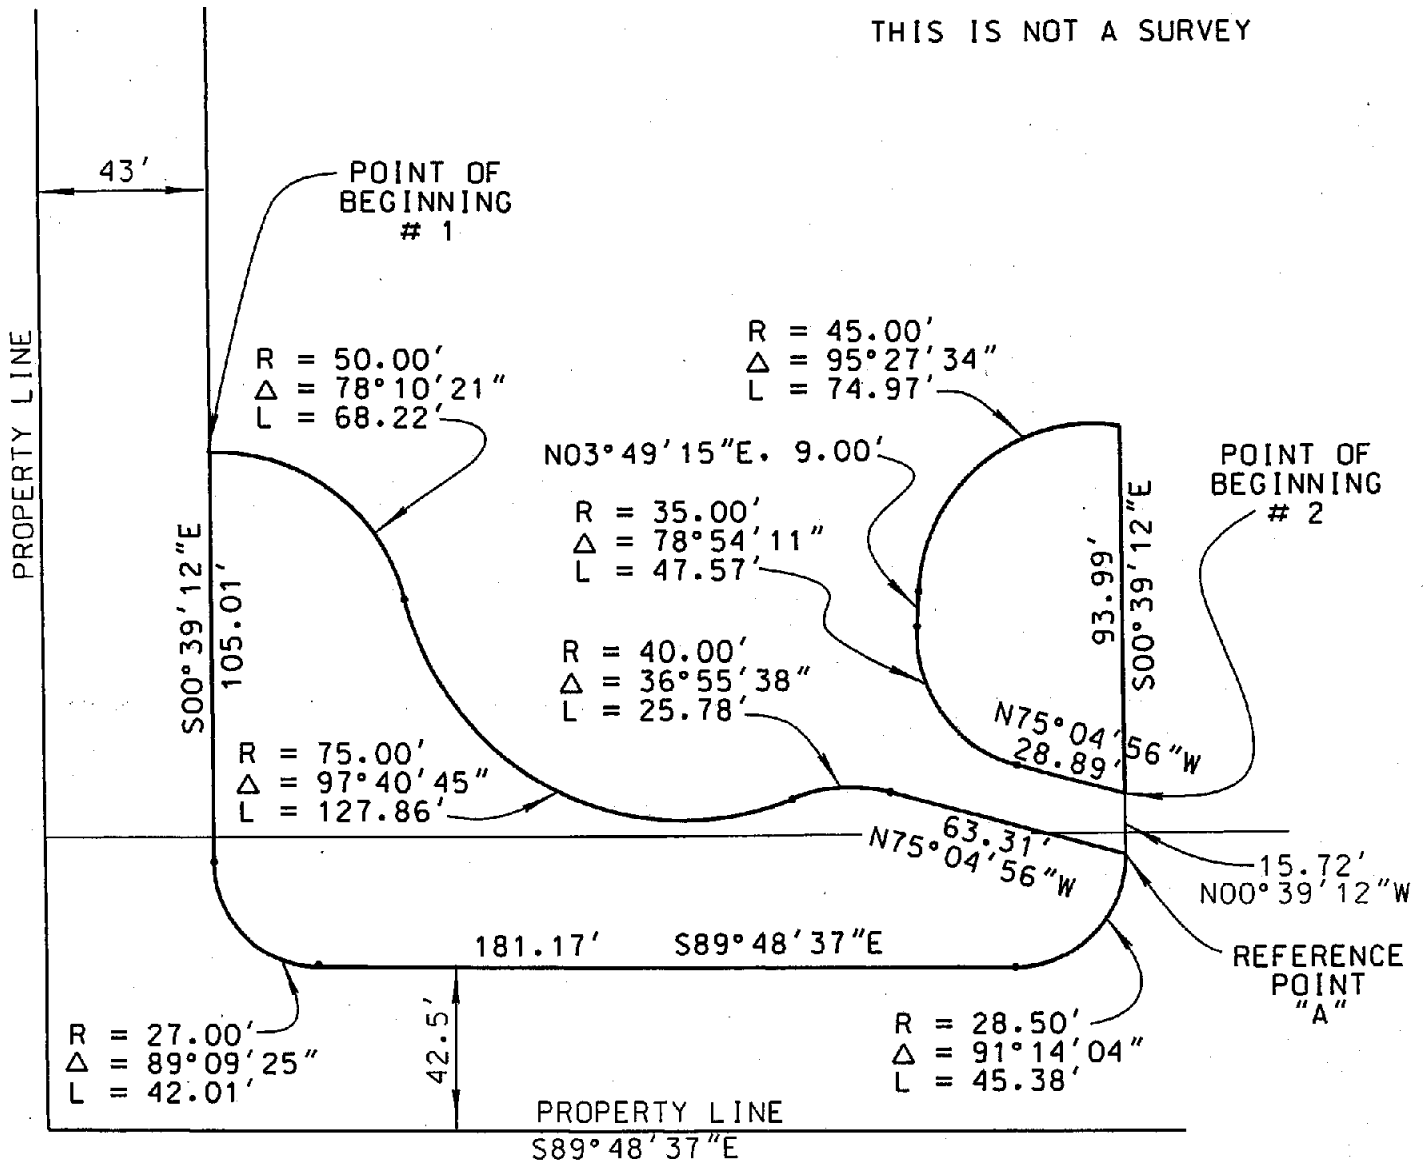 THIS IS NOT A SURVEY
43'
POINT OF
BEGINNING
# 1
PROPERTY LINE
R = 50.00'
Δ = 78°10'21"
L = 68.22'
R = 45.00'
Δ = 95°27'34"
L = 74.97'
N03°49'15"E. 9.00'
POINT OF
BEGINNING
# 2
R = 35.00'
Δ = 78°54'11"
L = 47.57'
S00°39'12"E
105.01'
93.99'
S00°39'12"E
R = 40.00'
Δ = 36°55'38"
L = 25.78'
N75°04'56"W
28.89'
R = 75.00'
Δ = 97°40'45"
L = 127.86'
63.31'
N75°04'56"W
15.72'
N00°39'12"W
181.17' S89°48'37"E
REFERENCE
POINT
"A"
R = 27.00'
Δ = 89°09'25"
L = 42.01'
42.5'
R = 28.50'
Δ = 91°14'04"
L = 45.38'
PROPERTY LINE
S89°48'37"E